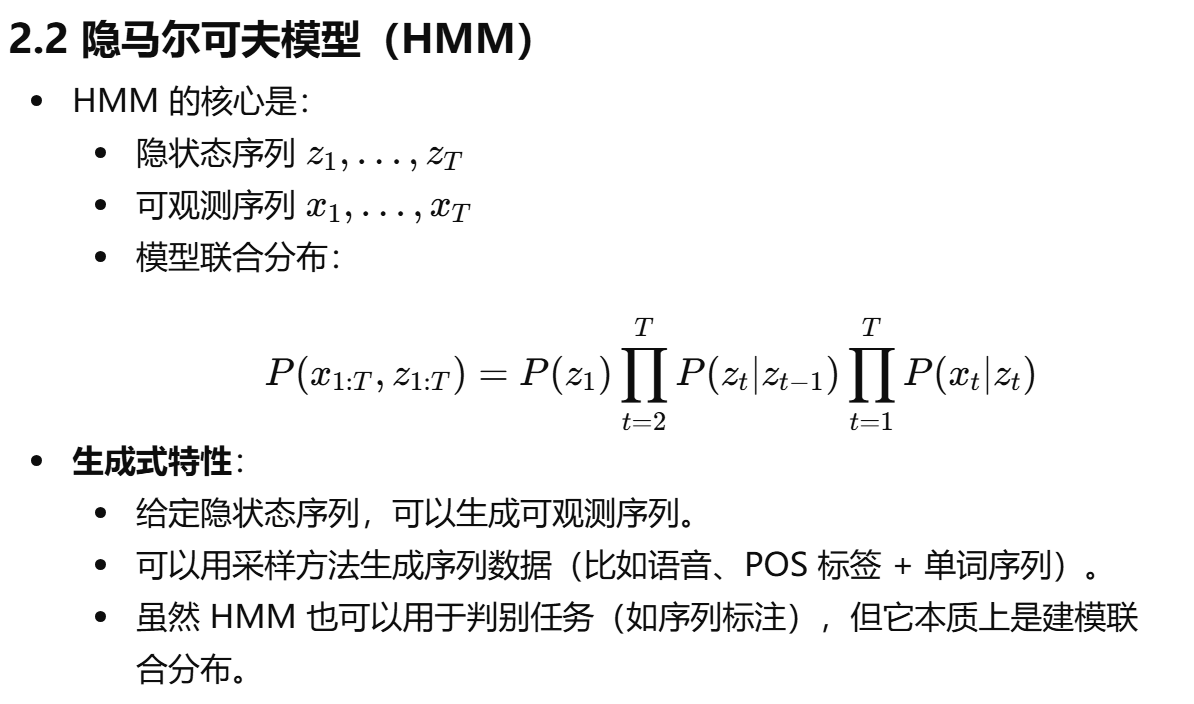 2.2 隐马尔可夫模型（HMM）
• HMM 的核心是：
• 隐状态序列 z₁, . . . , z_T
• 可观测序列 x₁, . . . , x_T
• 模型联合分布：
P(x_{1:T}, z_{1:T}) = P(z₁) ∏_{t=2}^{T} P(z_t|z_{t−1}) ∏_{t=1}^{T} P(x_t|z_t)
• 生成式特性：
• 给定隐状态序列，可以生成可观测序列。
• 可以用采样方法生成序列数据（比如语音、POS 标签 + 单词序列）。
• 虽然 HMM 也可以用于判别任务（如序列标注），但它本质上是建模联
合分布。